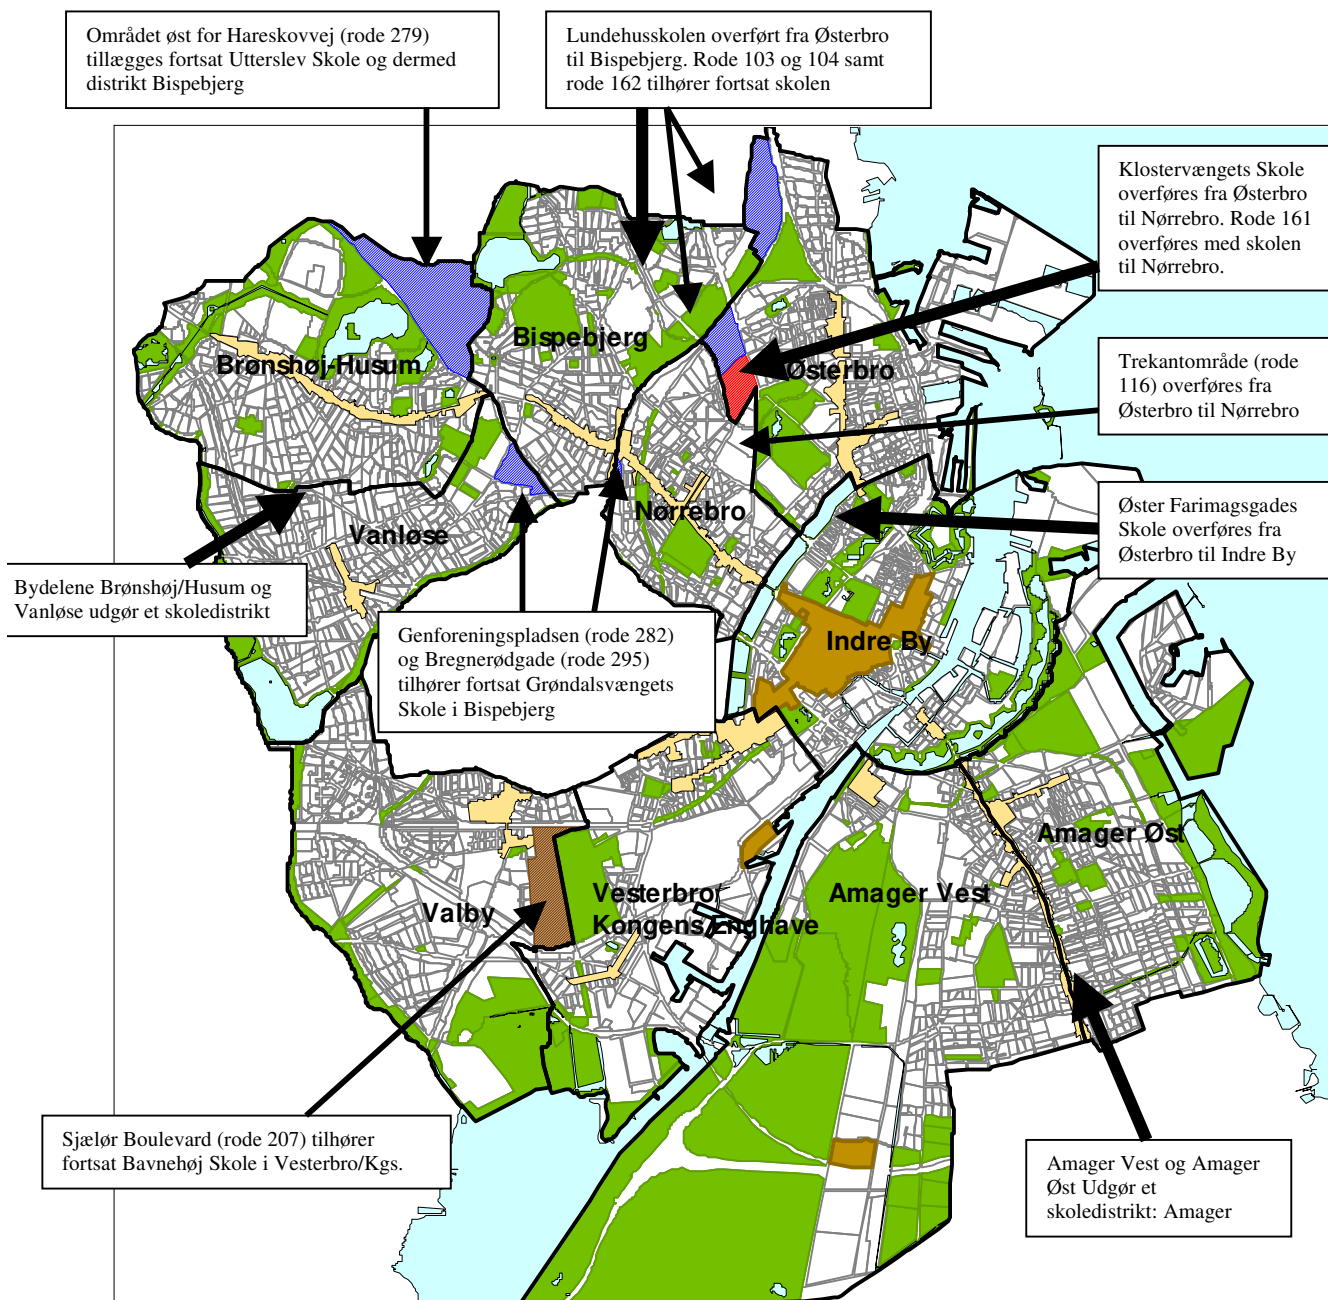 Området øst for Hareskovvej (rode 279)
tillægges fortsat Utterslev Skole og dermed
distrikt Bispebjerg
Lundehusskolen overført fra Østerbro
til Bispebjerg. Rode 103 og 104 samt
rode 162 tilhører fortsat skolen
Klostervængets Skole
overføres fra Østerbro
til Nørrebro. Rode 161
overføres med skolen
til Nørrebro.
Bispebjerg
Brønshøj-Husum
Østerbro
Trekantområde (rode
116) overføres fra
Østerbro til Nørrebro
Nørrebro
Vanløse
Øster Farimagsgades
Skole overføres fra
Østerbro til Indre By
Bydelene Brønshøj/Husum og
Vanløse udgør et skoledistrikt
Genforeningspladsen (rode 282)
og Bregnerødgade (rode 295)
tilhører fortsat Grøndalsvængets
Skole i Bispebjerg
Indre By
Amager Øst
Amager Vest
Vesterbro/
Kongens Enghave
Valby
Sjælør Boulevard (rode 207) tilhører
fortsat Bavnehøj Skole i Vesterbro/Kgs.
Amager Vest og Amager
Øst Udgør et
skoledistrikt: Amager